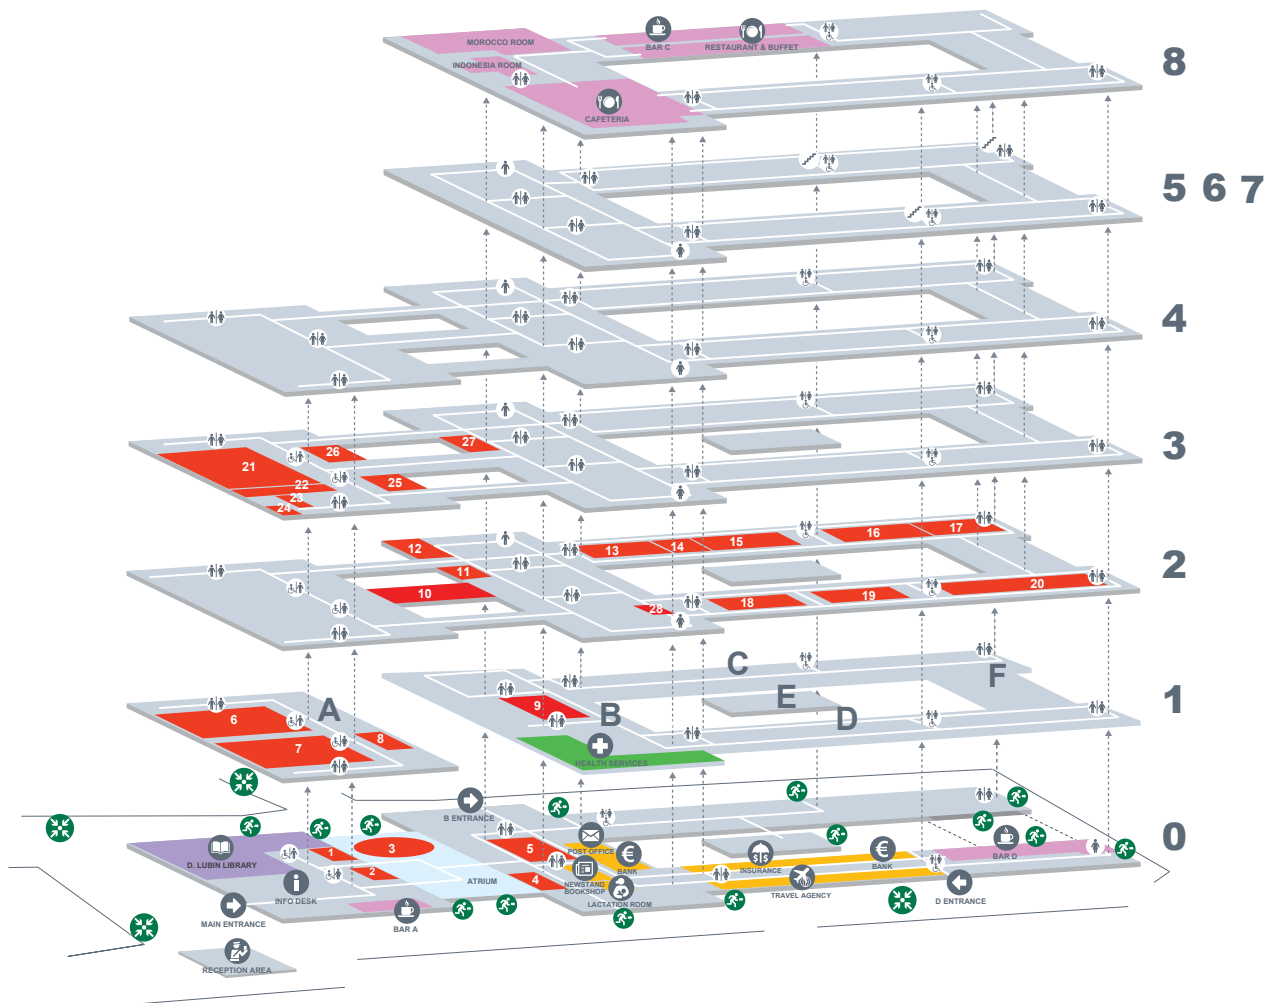 MOROCCO ROOM
BAR C
RESTAURANT & BUFFET
INDONESIA ROOM
CAFETERIA
8
5 6 7
4
3
27
26
21
22
25
23
24
2
17
16
15
14
13
12
11
10
20
19
18
28
1
C
F
E
D
B
A
9
6
7
8
HEALTH SERVICES
0
B ENTRANCE
D. LUBIN LIBRARY
1
3
2
5
4
POST OFFICE
€
BANK
NEWSTAND
BOOKSHOP
LACTATION ROOM
ATRIUM
$|$
INSURANCE
€
BANK
TRAVEL AGENCY
BAR D
D ENTRANCE
i
INFO DESK
MAIN ENTRANCE
BAR A
RECEPTION AREA